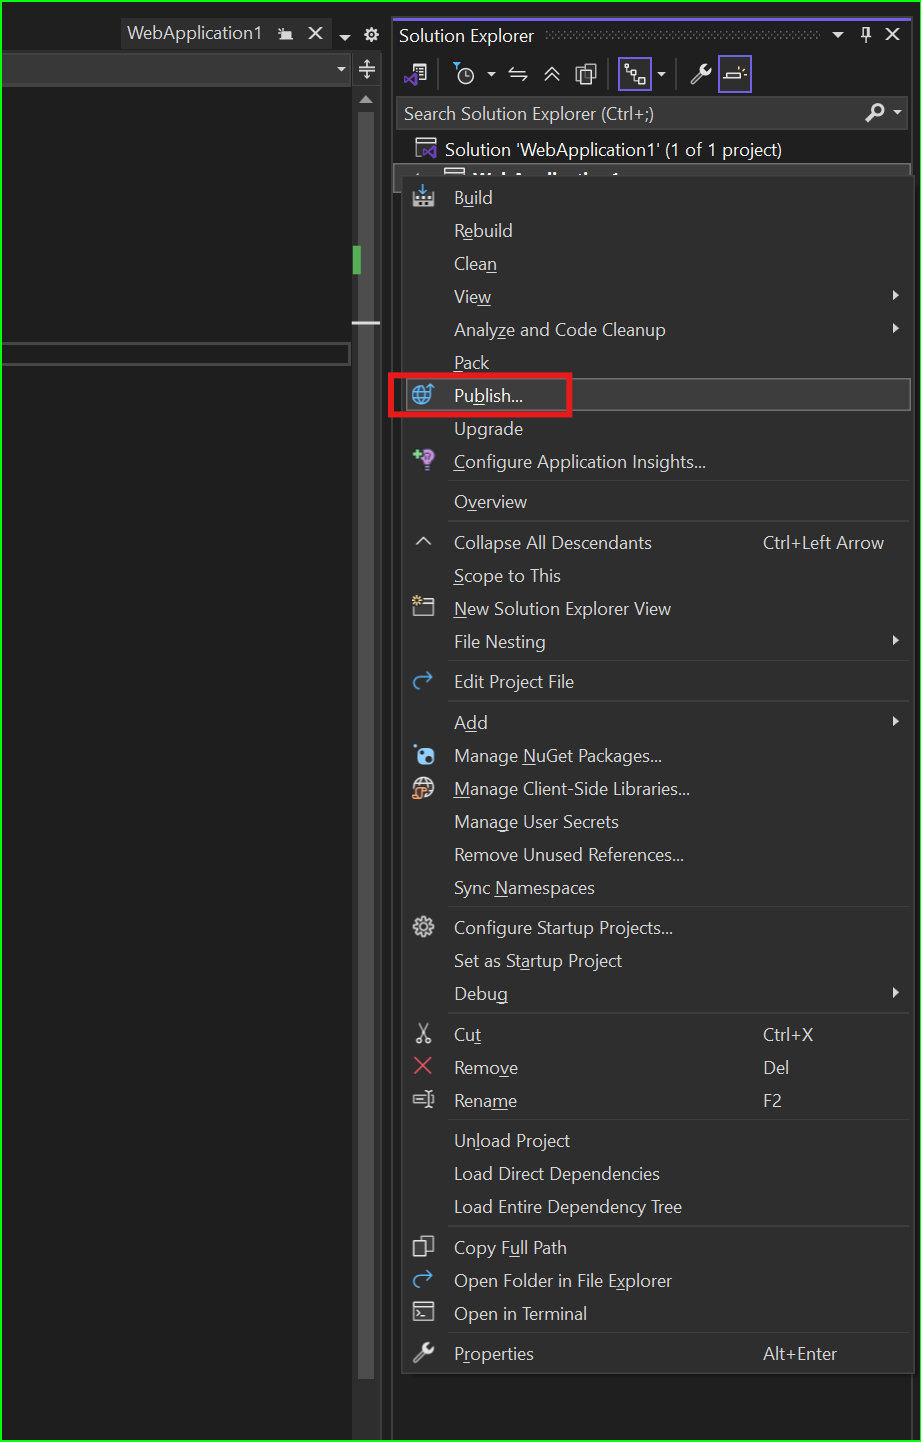 WebApplication1
Solution Explorer
Search Solution Explorer (Ctrl+;)
Solution 'WebApplication1' (1 of 1 project)
WebApplication1
Build
Rebuild
Clean
View
Analyze and Code Cleanup
Pack
Publish...
Upgrade
Configure Application Insights...
Overview
Collapse All Descendants Ctrl+Left Arrow
Scope to This
New Solution Explorer View
File Nesting
Edit Project File
Add
Manage NuGet Packages...
Manage Client-Side Libraries...
Manage User Secrets
Remove Unused References...
Sync Namespaces
Configure Startup Projects...
Set as Startup Project
Debug
Cut Ctrl+X
Remove Del
Rename F2
Unload Project
Load Direct Dependencies
Load Entire Dependency Tree
Copy Full Path
Open Folder in File Explorer
Open in Terminal
Properties Alt+Enter